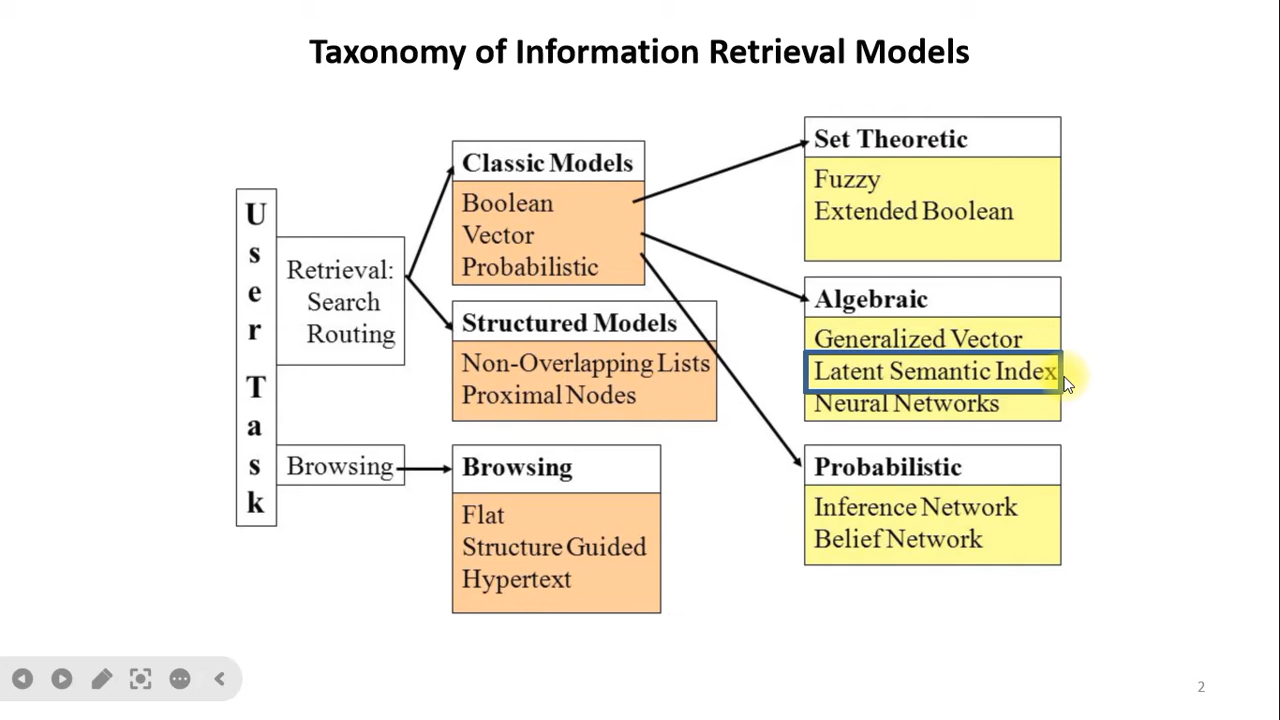 Taxonomy of Information Retrieval Models
User Task
Retrieval:
Search
Routing
Browsing
Classic Models
Boolean
Vector
Probabilistic
Structured Models
Non-Overlapping Lists
Proximal Nodes
Browsing
Flat
Structure Guided
Hypertext
Set Theoretic
Fuzzy
Extended Boolean
Algebraic
Generalized Vector
Latent Semantic Index
Neural Networks
Probabilistic
Inference Network
Belief Network
2